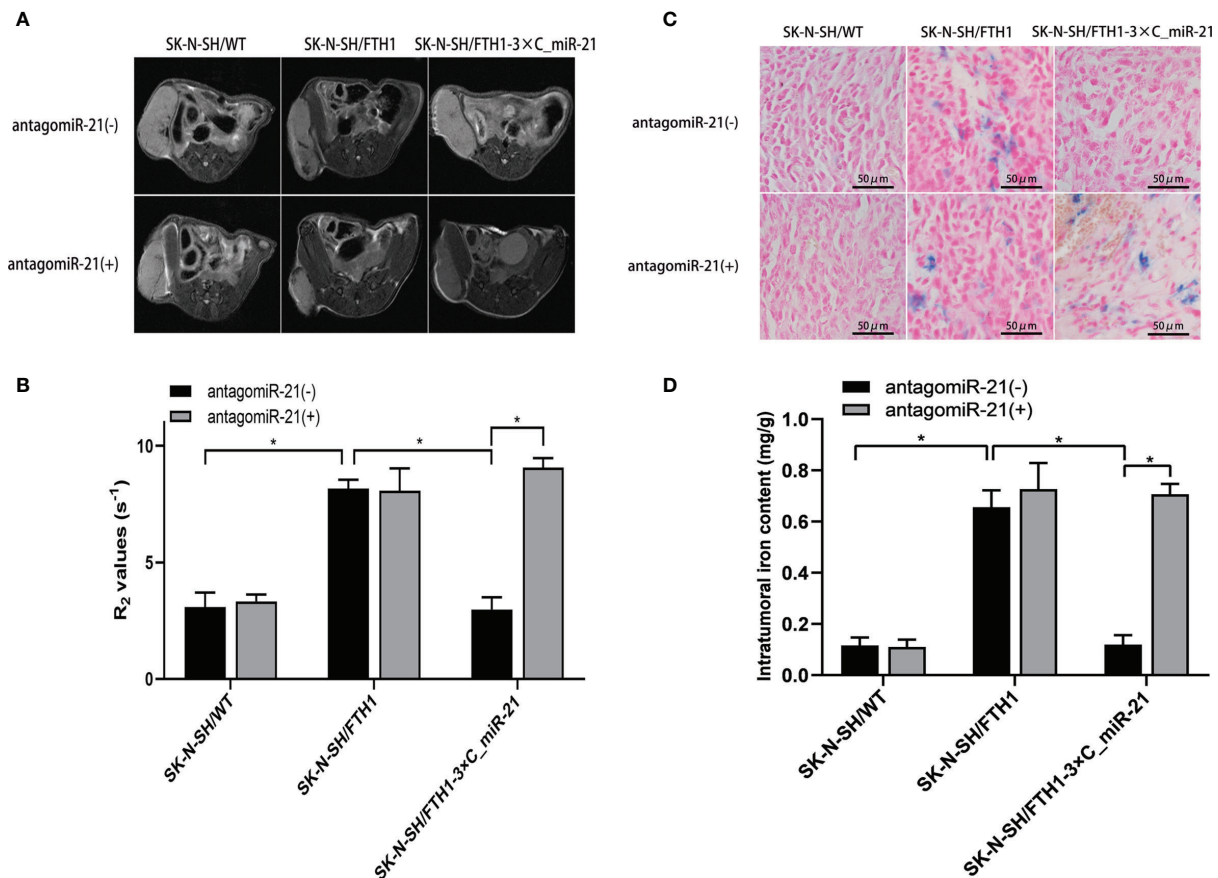 A
SK-N-SH/WT
SK-N-SH/FTH1
SK-N-SH/FTH1-3×C_miR-21
antagomiR-21(-)
antagomiR-21(+)
B
antagomiR-21(-)
antagomiR-21(+)
R2 values (s-1)
10
5
0
*
*
*
SK-N-SH/WT
SK-N-SH/FTH1
SK-N-SH/FTH1-3×C_miR-21
C
SK-N-SH/WT
SK-N-SH/FTH1
SK-N-SH/FTH1-3×C_miR-21
antagomiR-21(-)
50μm
50μm
50μm
antagomiR-21(+)
50μm
50μm
50μm
D
antagomiR-21(-)
antagomiR-21(+)
Intratumoral iron content (mg/g)
1.0
0.8
0.6
0.4
0.2
0.0
*
*
*
SK-N-SH/WT
SK-N-SH/FTH1
SK-N-SH/FTH1-3×C_miR-21